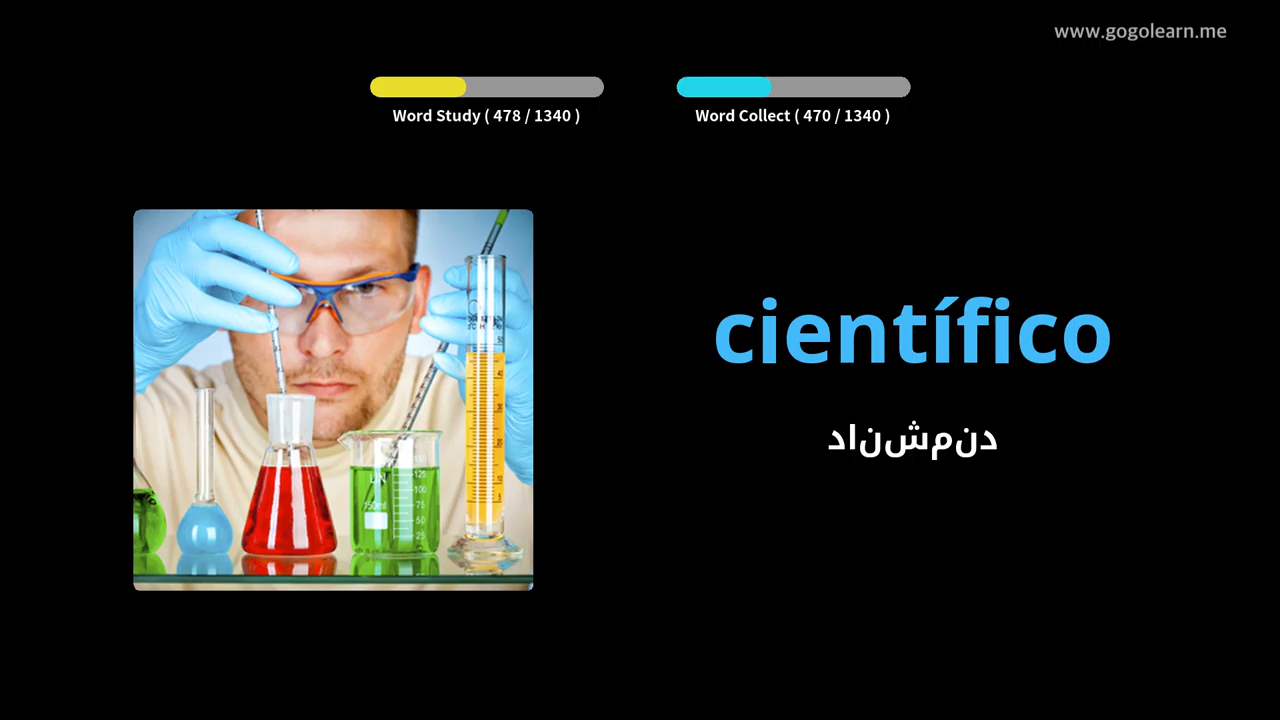 www.gogolearn.me
Word Study ( 478 / 1340 )
Word Collect ( 470 / 1340 )
científico
دانشمند